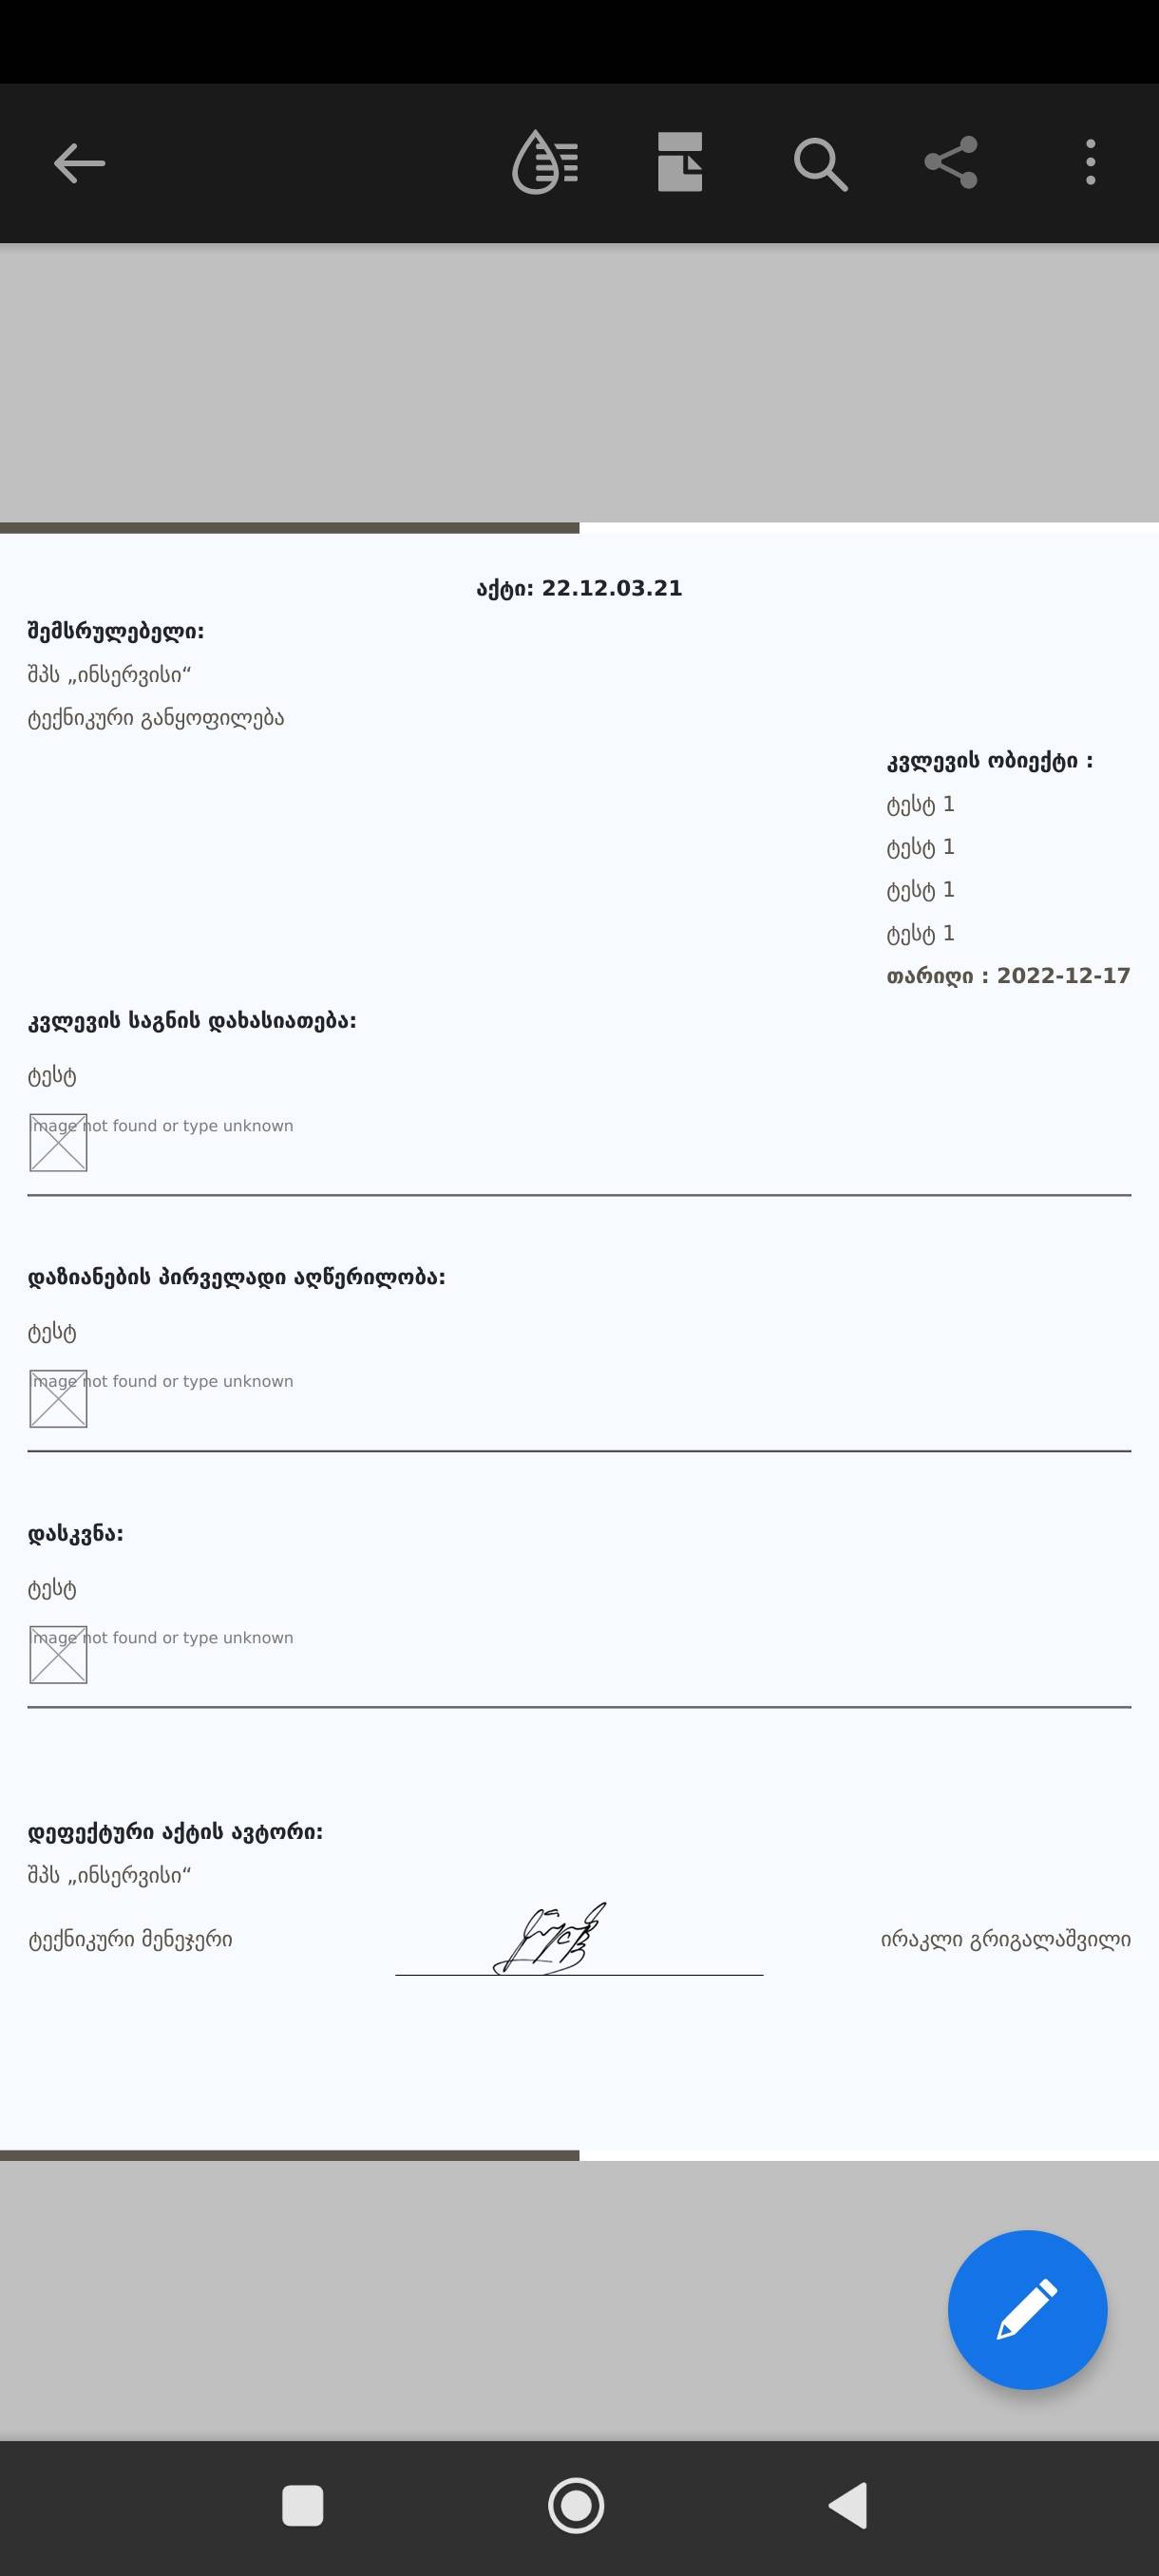 აქტი: 22.12.03.21
შემსრულებელი:
შპს „ინსერვისი“
ტექნიკური განყოფილება
კვლევის ობიექტი :
ტესტ 1
ტესტ 1
ტესტ 1
ტესტ 1
თარიღი : 2022-12-17
კვლევის საგნის დახასიათება:
ტესტ
Image not found or type unknown
დაზიანების პირველადი აღწერილობა:
ტესტ
Image not found or type unknown
დასკვნა:
ტესტ
Image not found or type unknown
დეფექტური აქტის ავტორი:
შპს „ინსერვისი“
ტექნიკური მენეჯერი ირაკლი გრიგალაშვილი